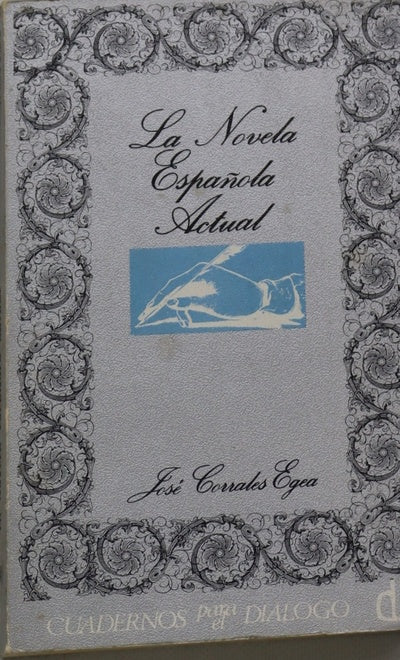 La Novela
Española
Actual
José Corrales Egea
CUADERNOS para el DIALOGO
d